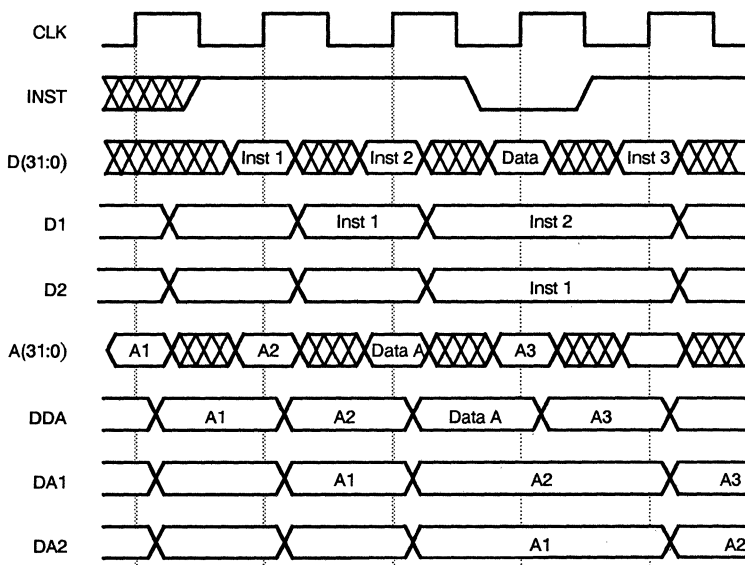 CLK
INST
D(31:0) Inst 1 Inst 2 Data Inst 3
D1 Inst 1 Inst 2
D2 Inst 1
A(31:0) A1 A2 Data A A3
DDA A1 A2 Data A A3
DA1 A1 A2 A3
DA2 A1 A2